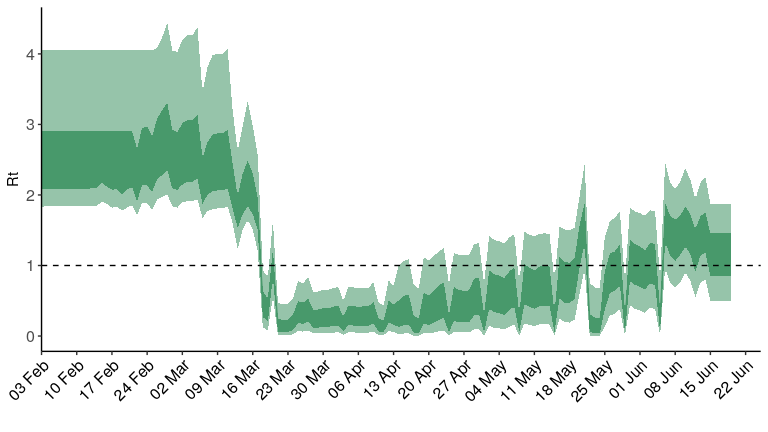 4
3
2
1
0
Rt
03 Feb
10 Feb
17 Feb
24 Feb
02 Mar
09 Mar
16 Mar
23 Mar
30 Mar
06 Apr
13 Apr
20 Apr
27 Apr
04 May
11 May
18 May
25 May
01 Jun
08 Jun
15 Jun
22 Jun